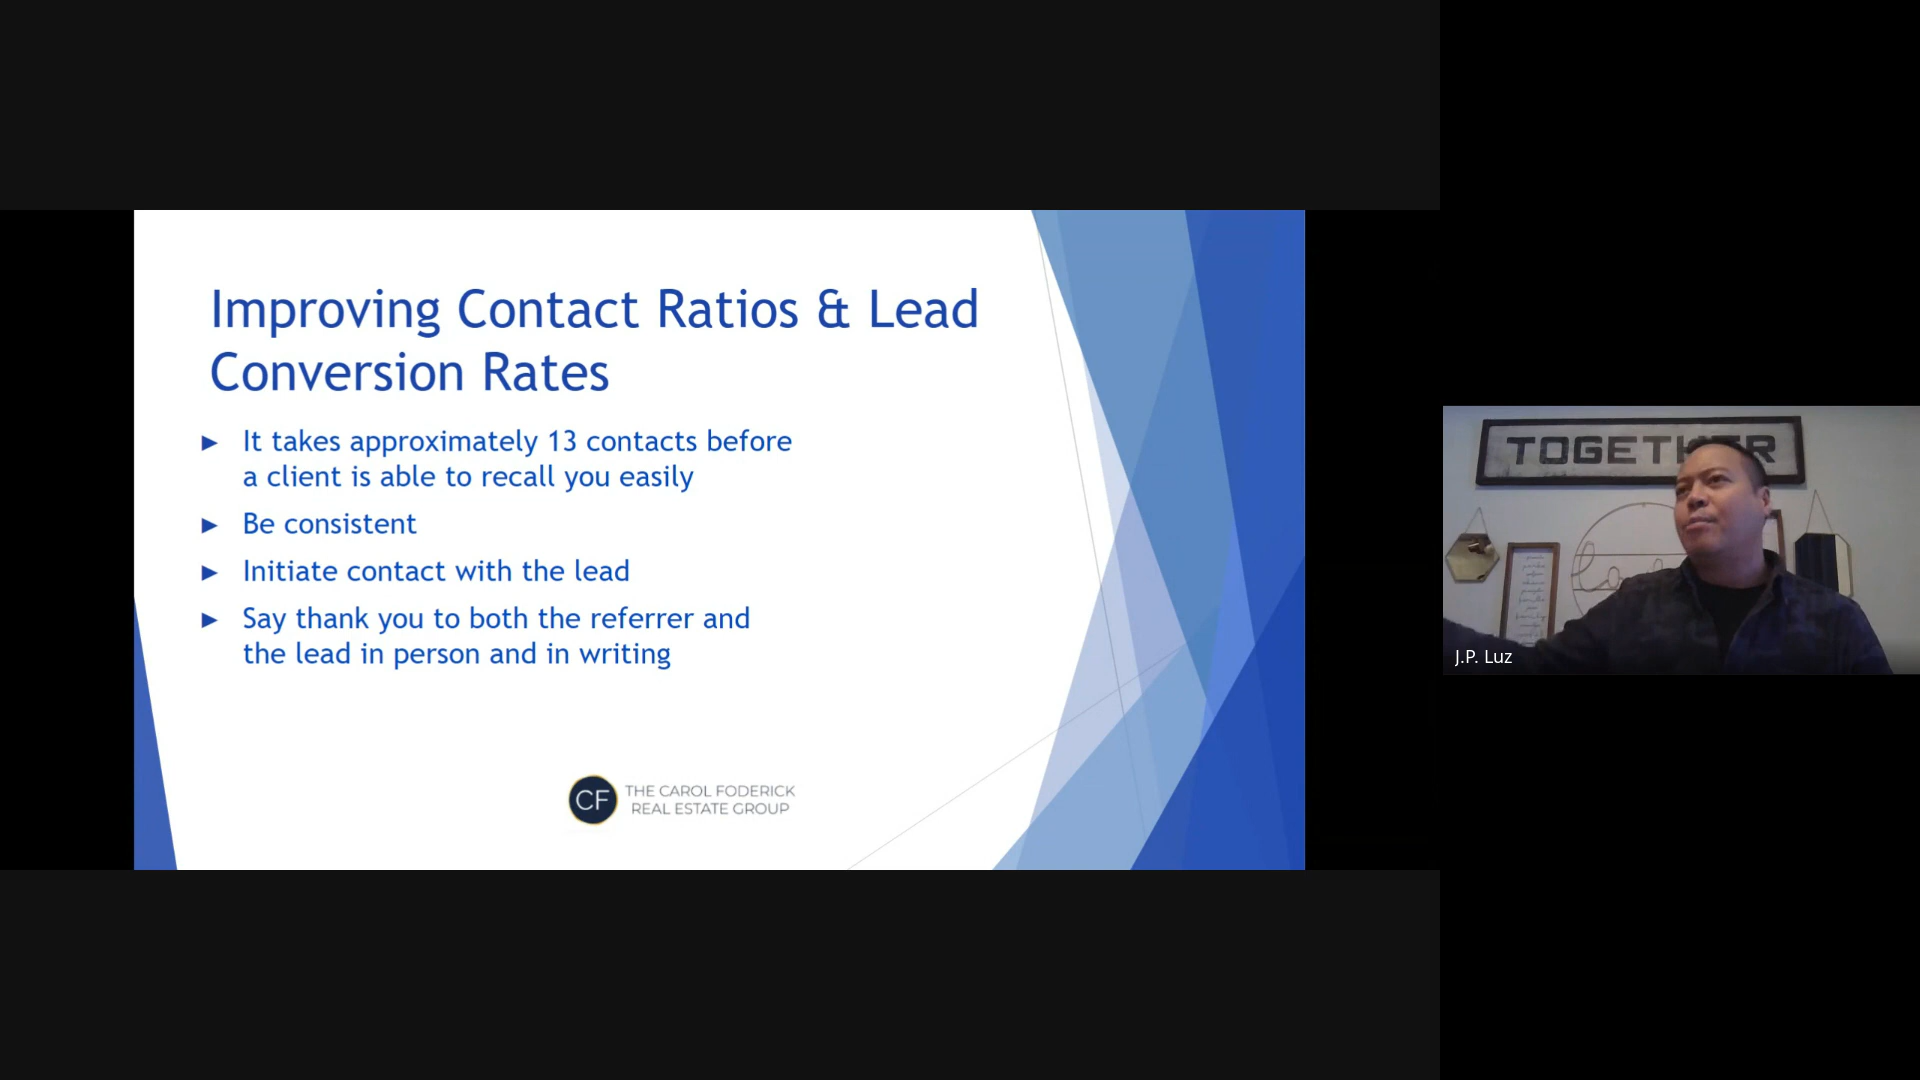 Improving Contact Ratios & Lead
Conversion Rates
► It takes approximately 13 contacts before
a client is able to recall you easily
► Be consistent
► Initiate contact with the lead
► Say thank you to both the referrer and
the lead in person and in writing
CF
THE CAROL FODERICK
REAL ESTATE GROUP
TOGETHER
J.P. Luz